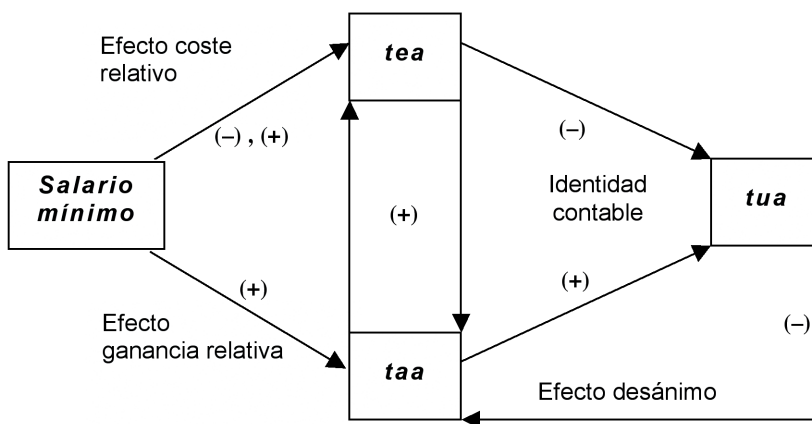 Efecto coste
relativo
tea
(–) , (+)
(–)
Salario
mínimo
(+)
Identidad
contable
tua
(+)
(+)
Efecto
ganancia relativa
(–)
taa
Efecto desánimo